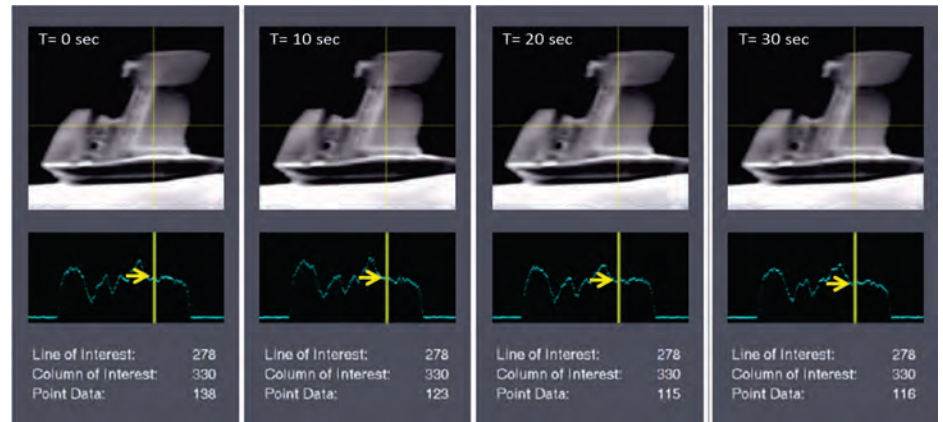 T= 0 sec
Line of Interest: 278
Column of Interest: 330
Point Data: 138
T= 10 sec
Line of Interest: 278
Column of Interest: 330
Point Data: 123
T= 20 sec
Line of Interest: 278
Column of Interest: 330
Point Data: 115
T= 30 sec
Line of Interest: 278
Column of Interest: 330
Point Data: 116